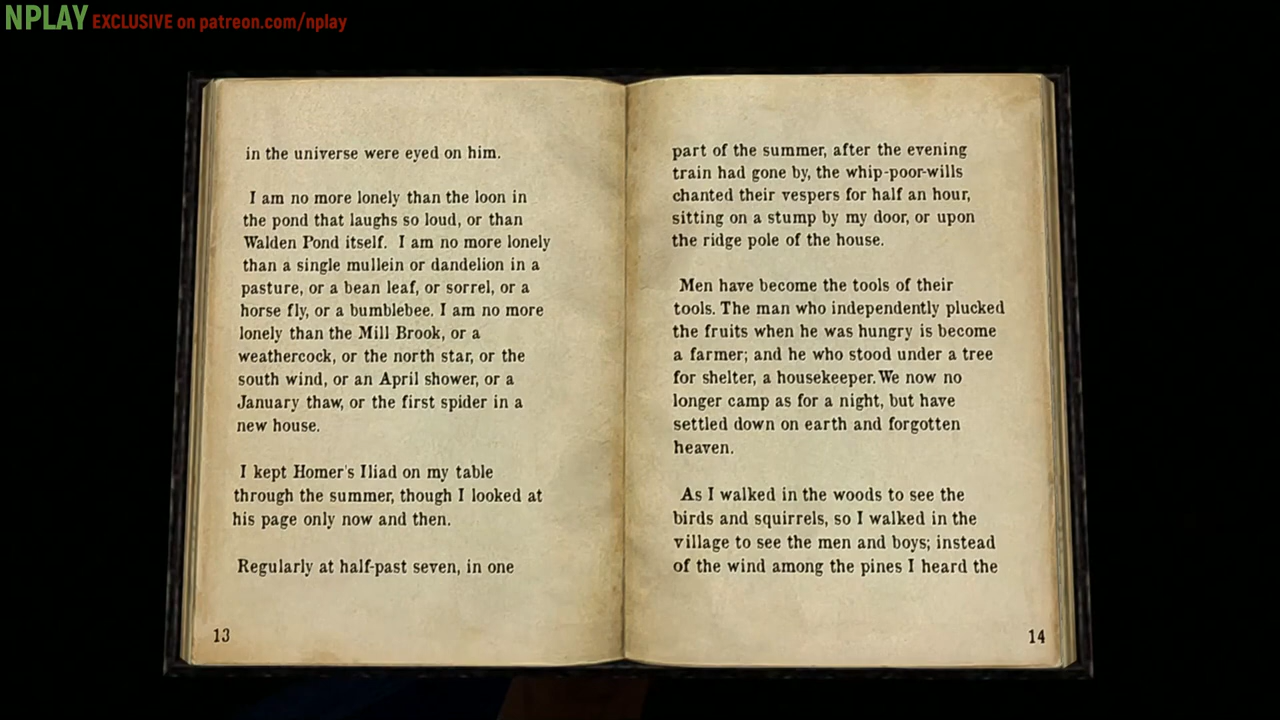 NPLAY EXCLUSIVE on patreon.com/nplay
in the universe were eyed on him.
I am no more lonely than the loon in
the pond that laughs so loud, or than
Walden Pond itself. I am no more lonely
than a single mullein or dandelion in a
pasture, or a bean leaf, or sorrel, or a
horse fly, or a bumblebee. I am no more
lonely than the Mill Brook, or a
weathercock, or the north star, or the
south wind, or an April shower, or a
January thaw, or the first spider in a
new house.
I kept Homer's Iliad on my table
through the summer, though I looked at
his page only now and then.
Regularly at half-past seven, in one
13
part of the summer, after the evening
train had gone by, the whip-poor-wills
chanted their vespers for half an hour,
sitting on a stump by my door, or upon
the ridge pole of the house.
Men have become the tools of their
tools. The man who independently plucked
the fruits when he was hungry is become
a farmer; and he who stood under a tree
for shelter, a housekeeper. We now no
longer camp as for a night, but have
settled down on earth and forgotten
heaven.
As I walked in the woods to see the
birds and squirrels, so I walked in the
village to see the men and boys; instead
of the wind among the pines I heard the
14